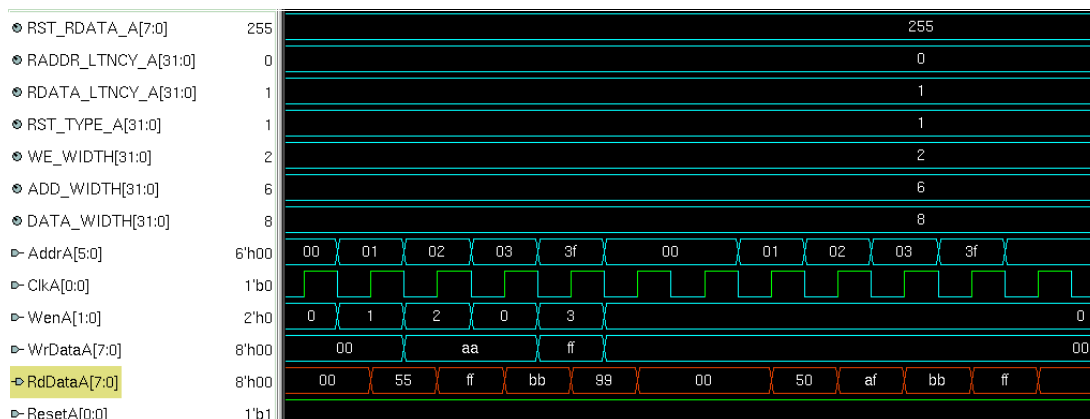 RST_RDATA_A[7:0] 255 255
RADDR_LTNCY_A[31:0] 0 0
RDATA_LTNCY_A[31:0] 1 1
RST_TYPE_A[31:0] 1 1
WE_WIDTH[31:0] 2 2
ADD_WIDTH[31:0] 6 6
DATA_WIDTH[31:0] 8 8
AddrA[5:0] 6'h00 00 01 02 03 3f 00 01 02 03 3f
ClkA[0:0] 1'b0
WenA[1:0] 2'h0 0 1 2 0 3 0
WrDataA[7:0] 8'h00 00 aa ff 00
RdDataA[7:0] 8'h00 00 55 ff bb 99 00 50 af bb ff
ResetA[0:0] 1'b1